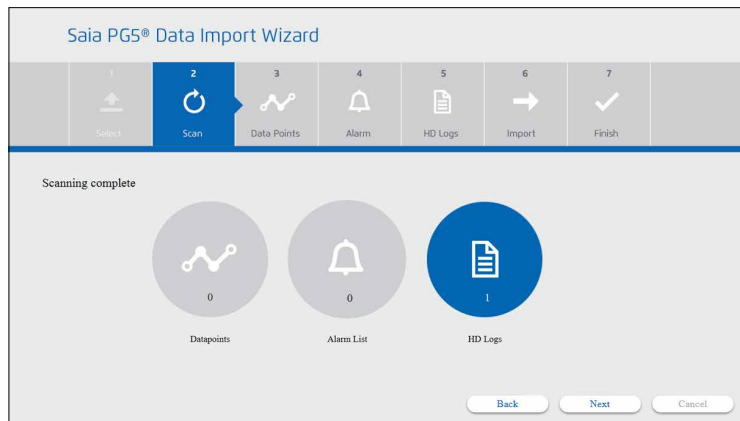 Saia PG5® Data Import Wizard
1 2 3 4 5 6 7
Select Scan Data Points Alarm HD Logs Import Finish
Scanning complete
0 0 1
Datapoints Alarm List HD Logs
Back Next Cancel